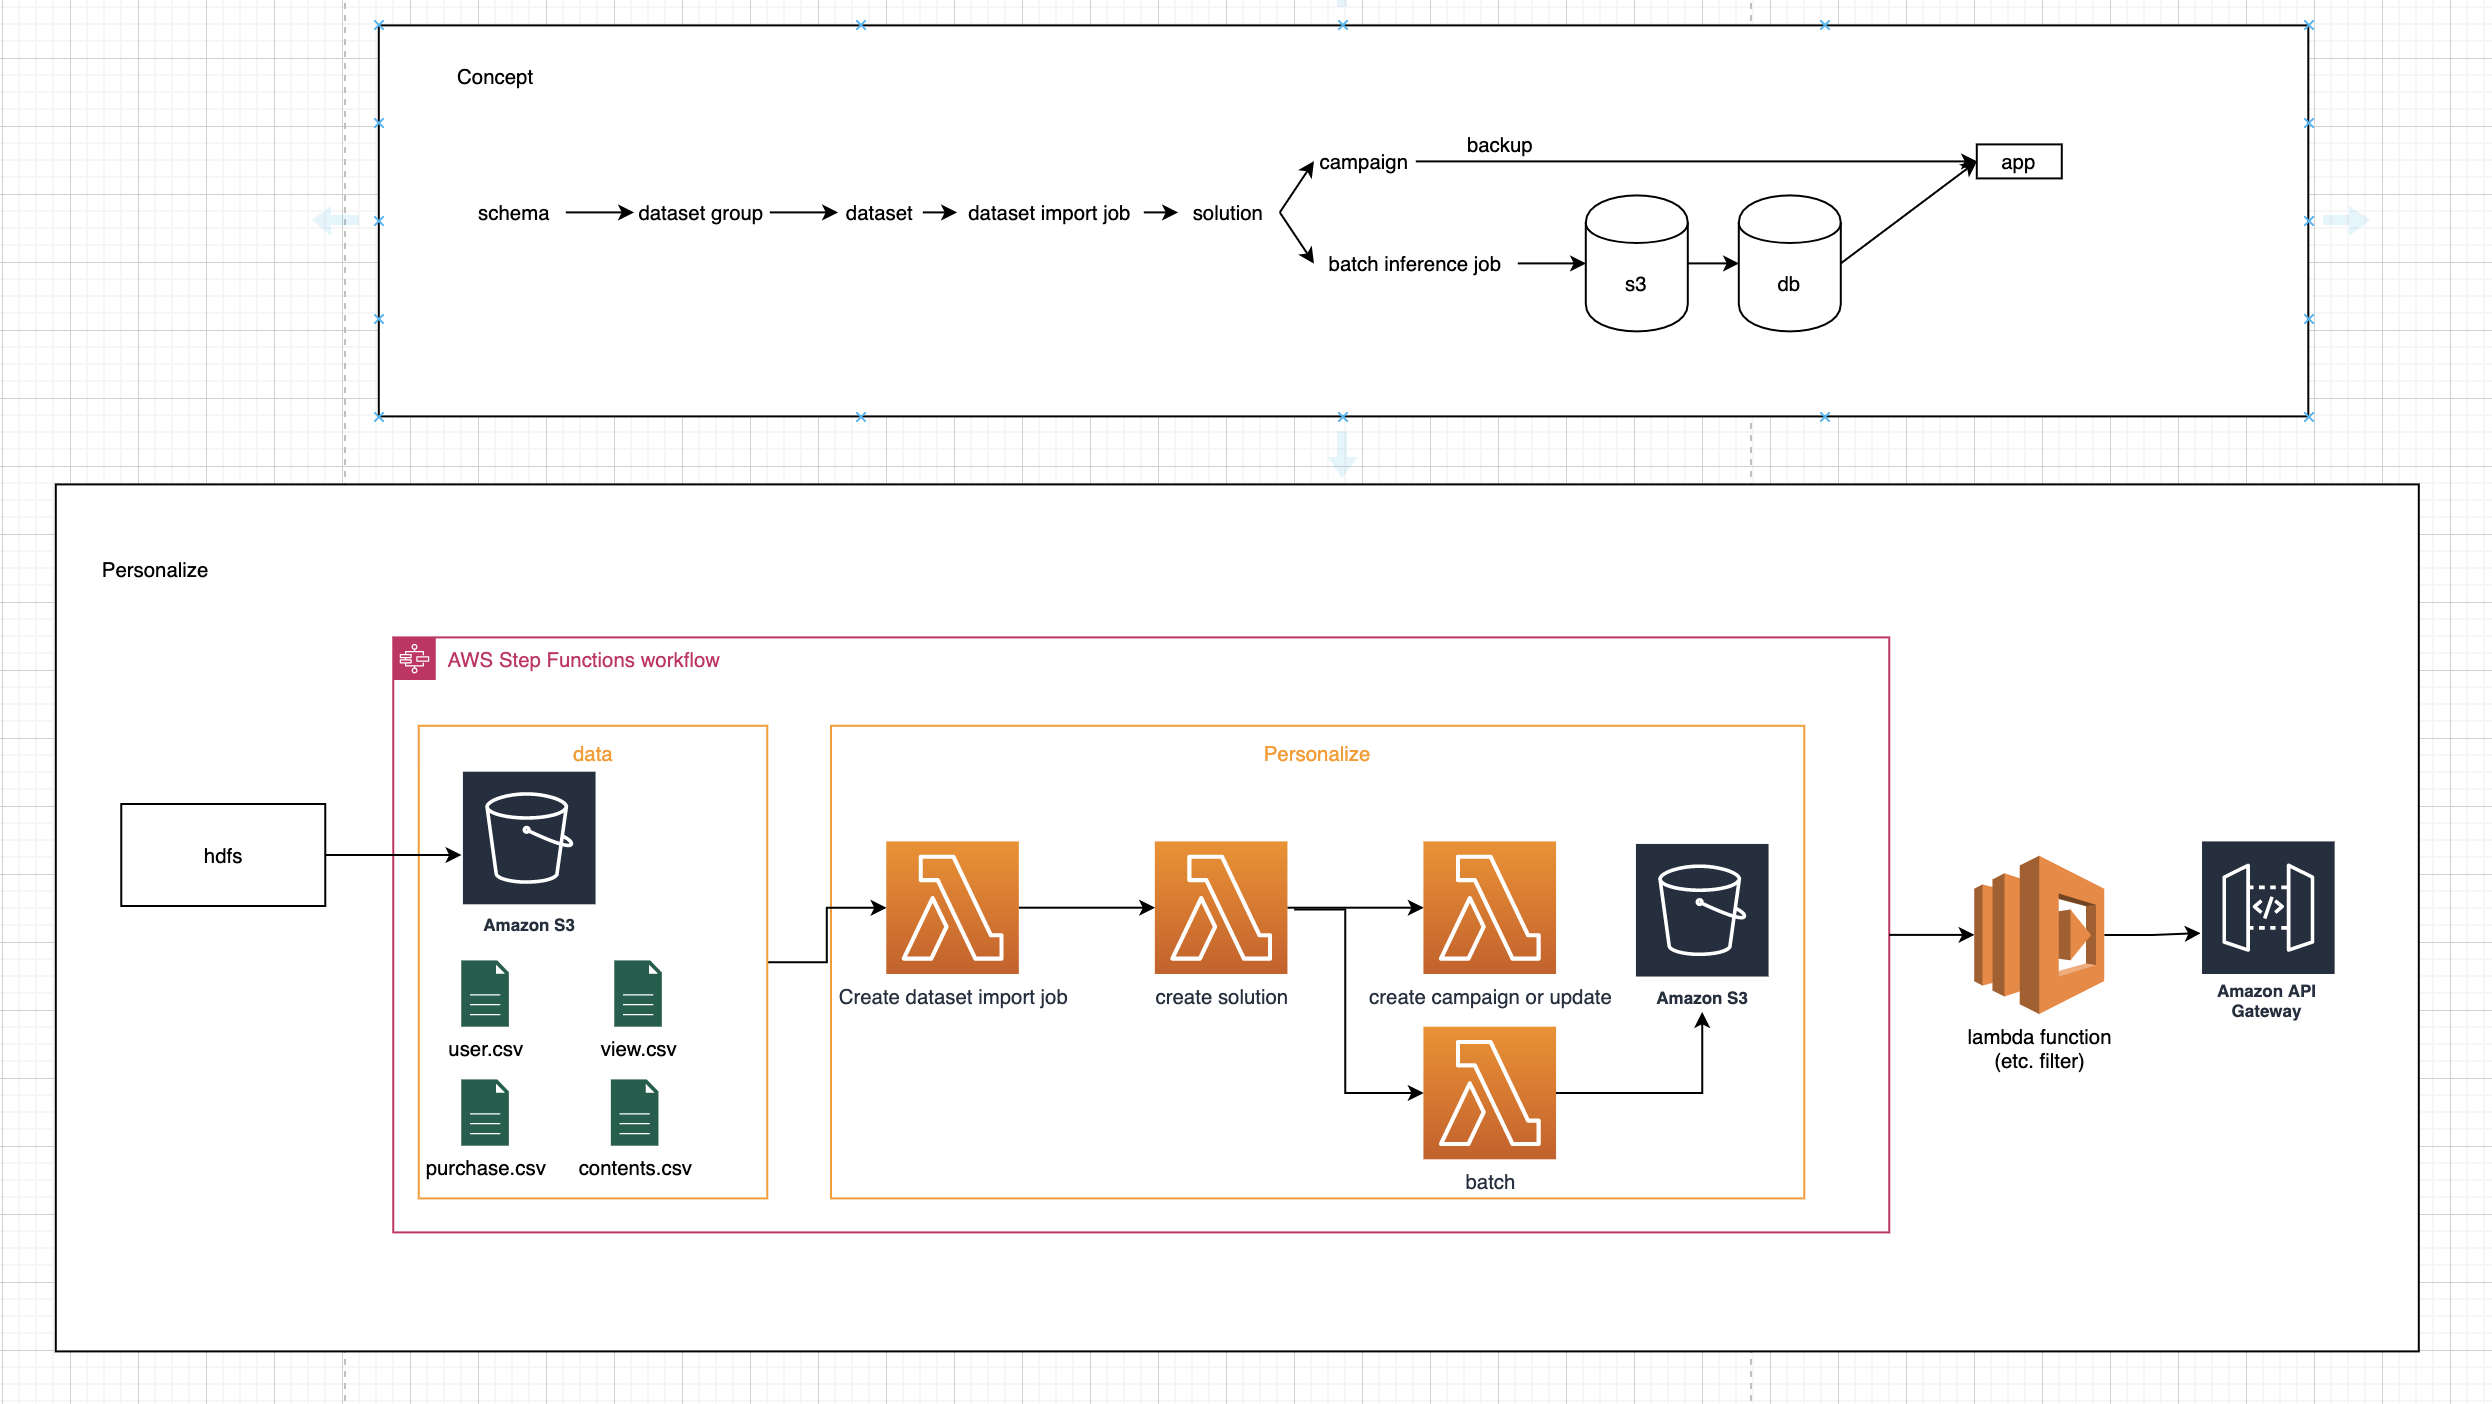 Concept
backup
campaign
app
schema
dataset group
dataset
dataset import job
solution
batch inference job
s3
db
Personalize
AWS Step Functions workflow
data
Personalize
hdfs
Amazon S3
user.csv
view.csv
purchase.csv
contents.csv
Create dataset import job
create solution
create campaign or update
Amazon S3
batch
lambda function
(etc. filter)
Amazon API
Gateway